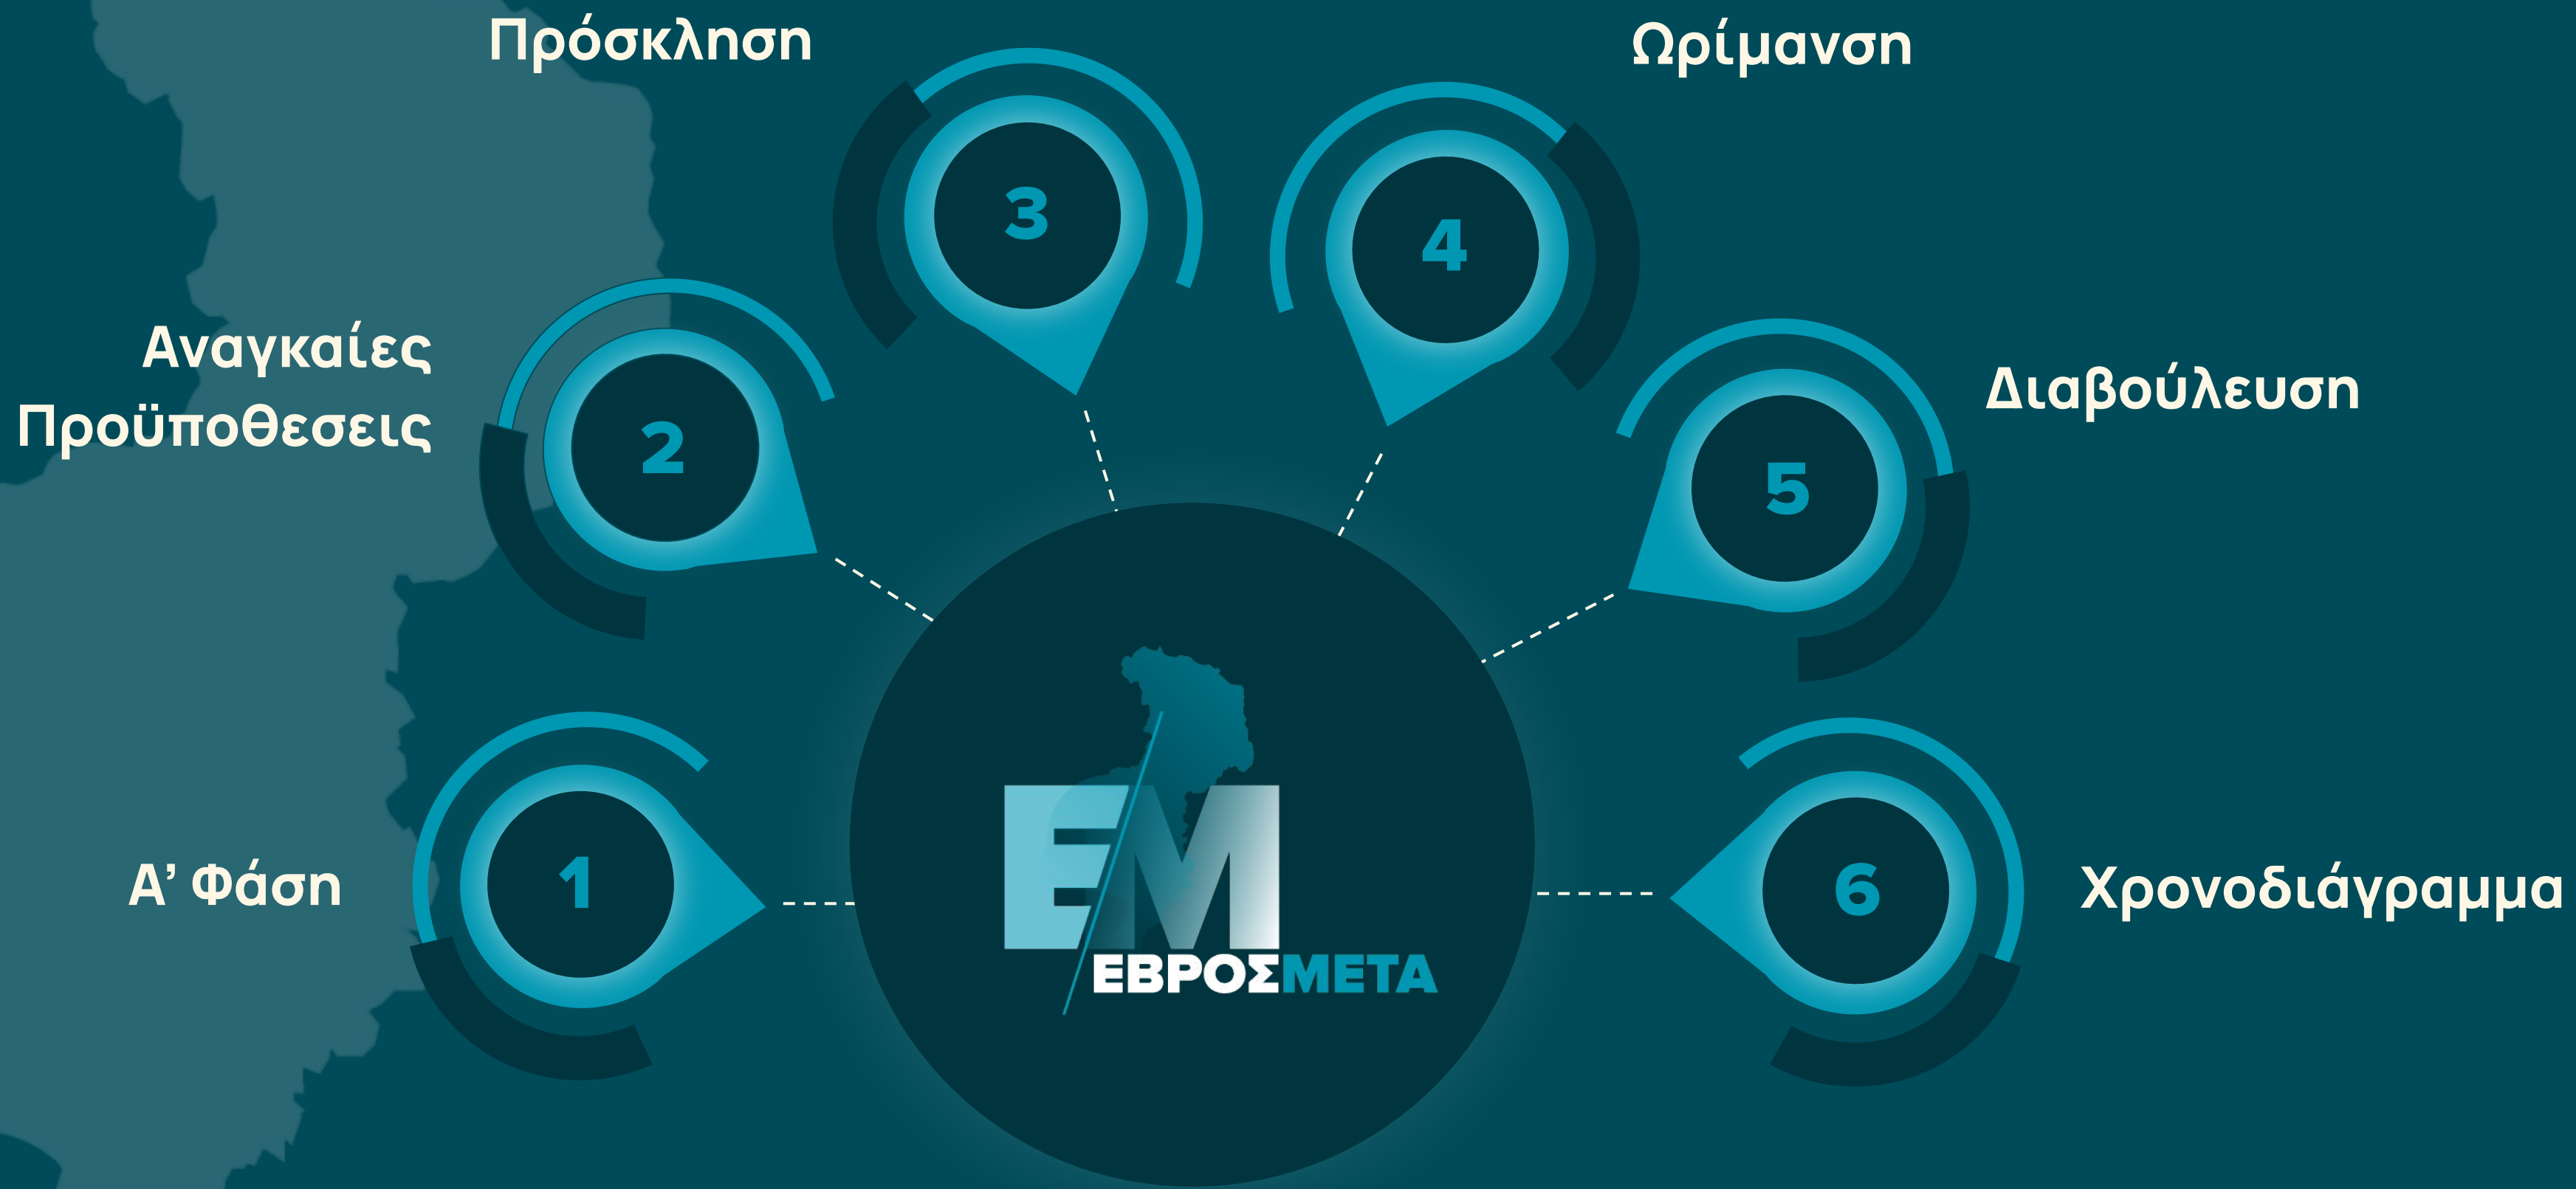 Πρόσκληση
3
Ωρίμανση
4
Αναγκαίες
Προϋποθεσεις
2
Διαβούλευση
5
Α’ Φάση
1
ΕΜ
ΕΒΡΟΣΜΕΤΑ
6
Χρονοδιάγραμμα